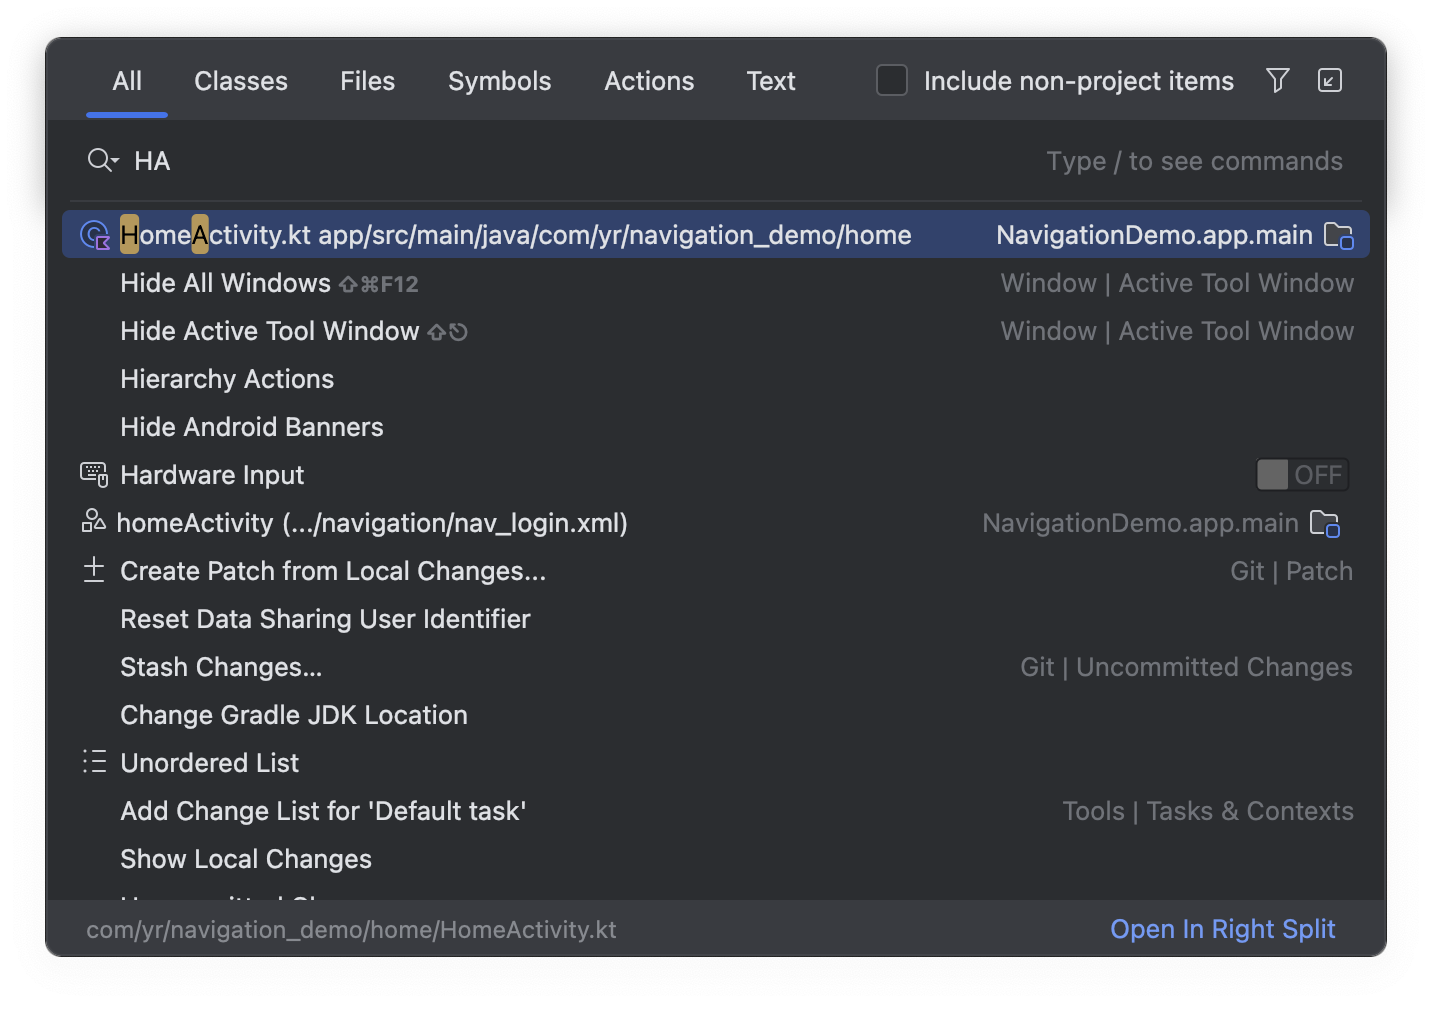 All Classes Files Symbols Actions Text Include non-project items
HA Type / to see commands
HomeActivity.kt app/src/main/java/com/yr/navigation_demo/home NavigationDemo.app.main
Hide All Windows ⇧⌘F12 Window | Active Tool Window
Hide Active Tool Window ⇧⎋ Window | Active Tool Window
Hierarchy Actions
Hide Android Banners
Hardware Input OFF
homeActivity (.../navigation/nav_login.xml) NavigationDemo.app.main
Create Patch from Local Changes... Git | Patch
Reset Data Sharing User Identifier
Stash Changes... Git | Uncommitted Changes
Change Gradle JDK Location
Unordered List
Add Change List for 'Default task' Tools | Tasks & Contexts
Show Local Changes
com/yr/navigation_demo/home/HomeActivity.kt Open In Right Split